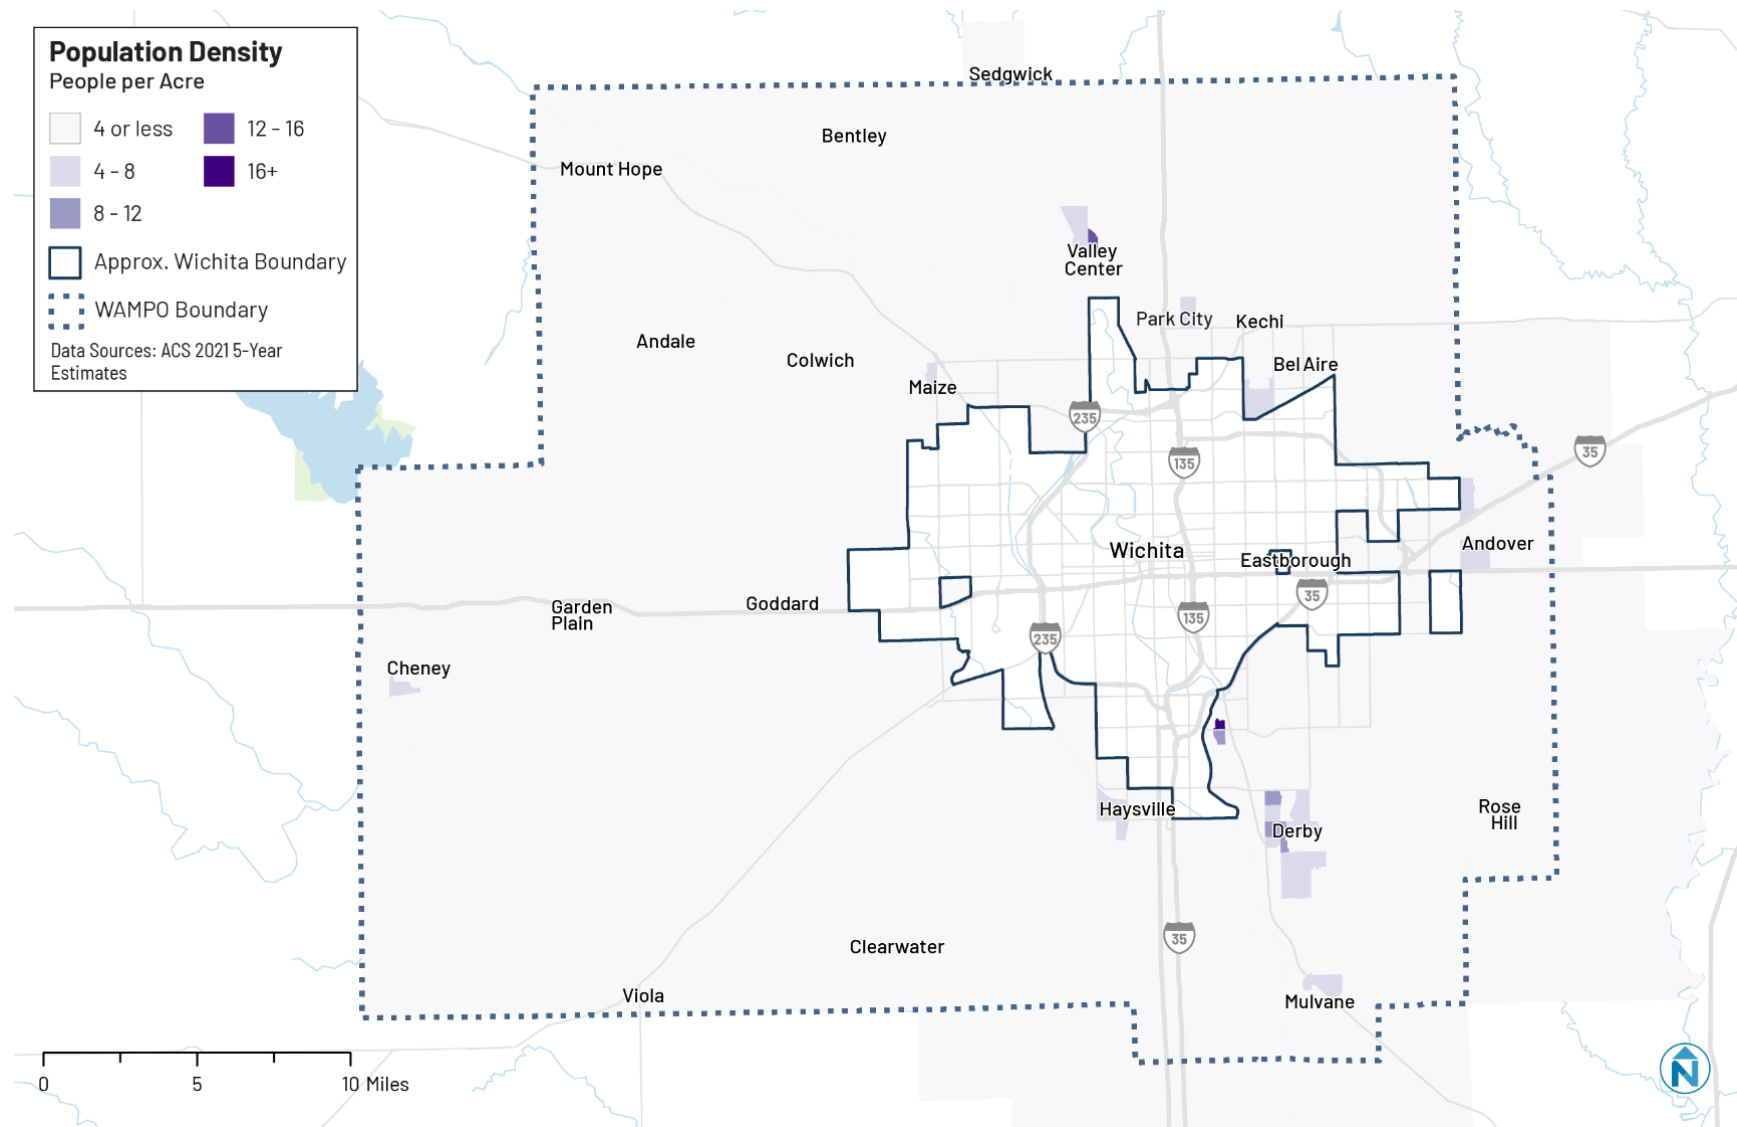 Population Density
People per Acre
4 or less
12 - 16
4 - 8
16+
8 - 12
Approx. Wichita Boundary
WAMPO Boundary
Data Sources: ACS 2021 5-Year
Estimates
Sedgwick
Bentley
Mount Hope
Valley
Center
Park City
Kechi
Andale
Colwich
Bel Aire
Maize
235
135
35
Wichita
Andover
Eastborough
35
Garden
Plain
Goddard
135
235
Cheney
Haysville
Rose
Hill
Derby
35
Clearwater
Viola
Mulvane
0
5
10 Miles
N